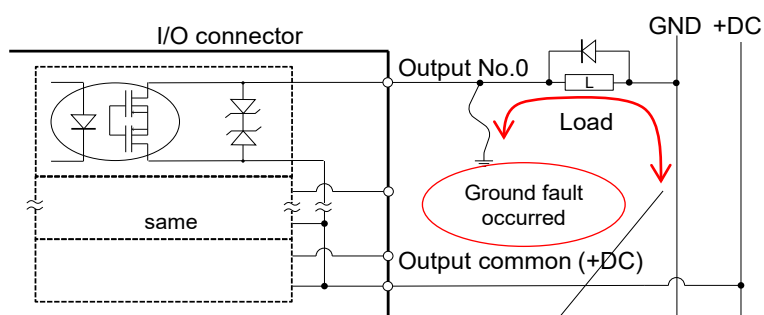 GND +DC
I/O connector
Output No.0
L
Load
Ground fault
occurred
same
Output common (+DC)